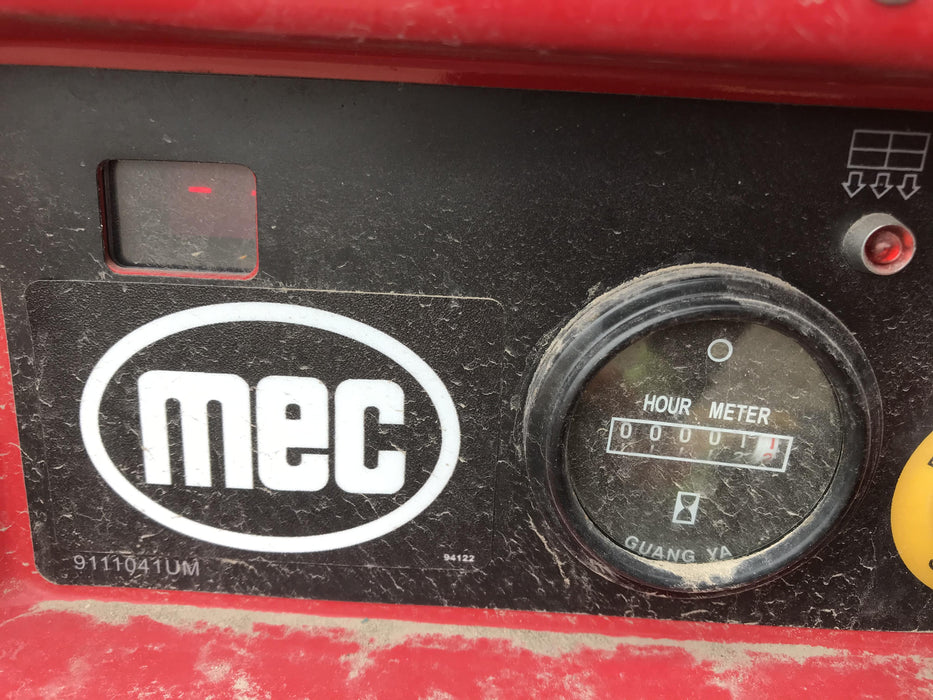 mec
9111041UM
94122
HOUR METER
GUANG YA